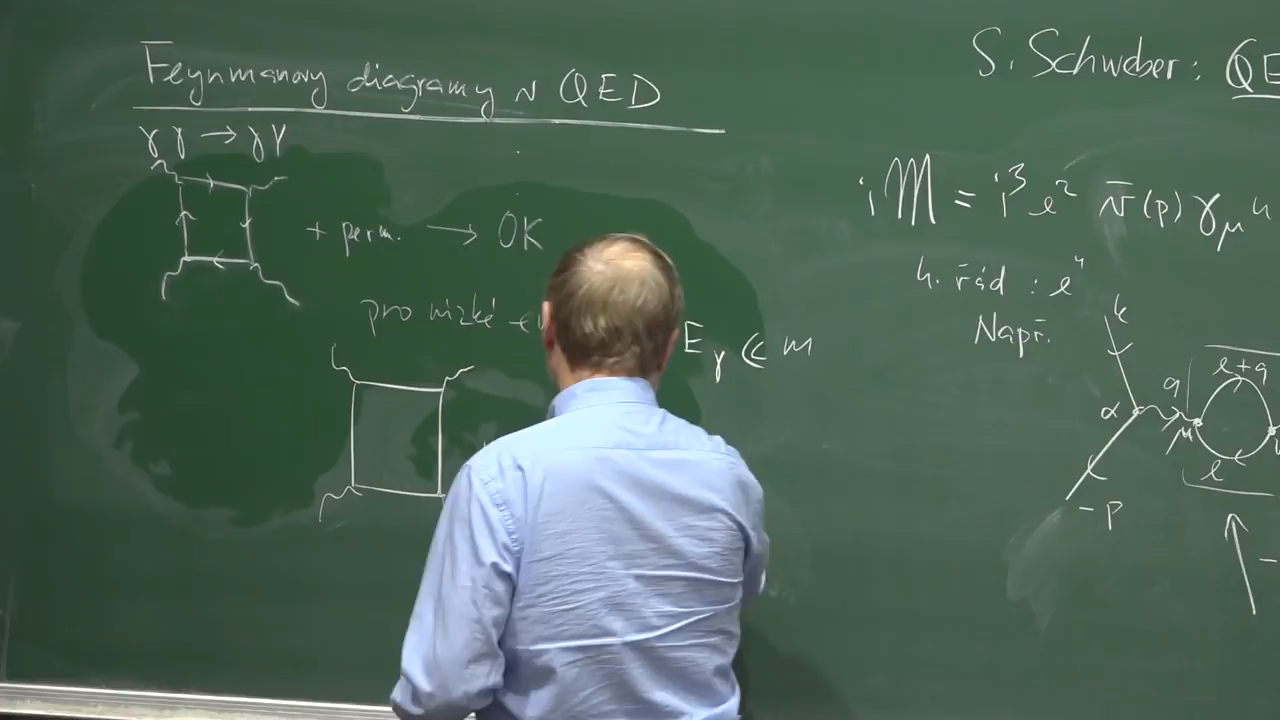 Feynmanovy diagramy v QED
γγ → γγ
+ perm. → OK
pro nízké
E_γ ≪ m
S. Schweber: QE
iM = i³e² v̄(p) γ_μ u
4. řád : e⁴
Např.
k
α
q
μ
l+q
l
-p